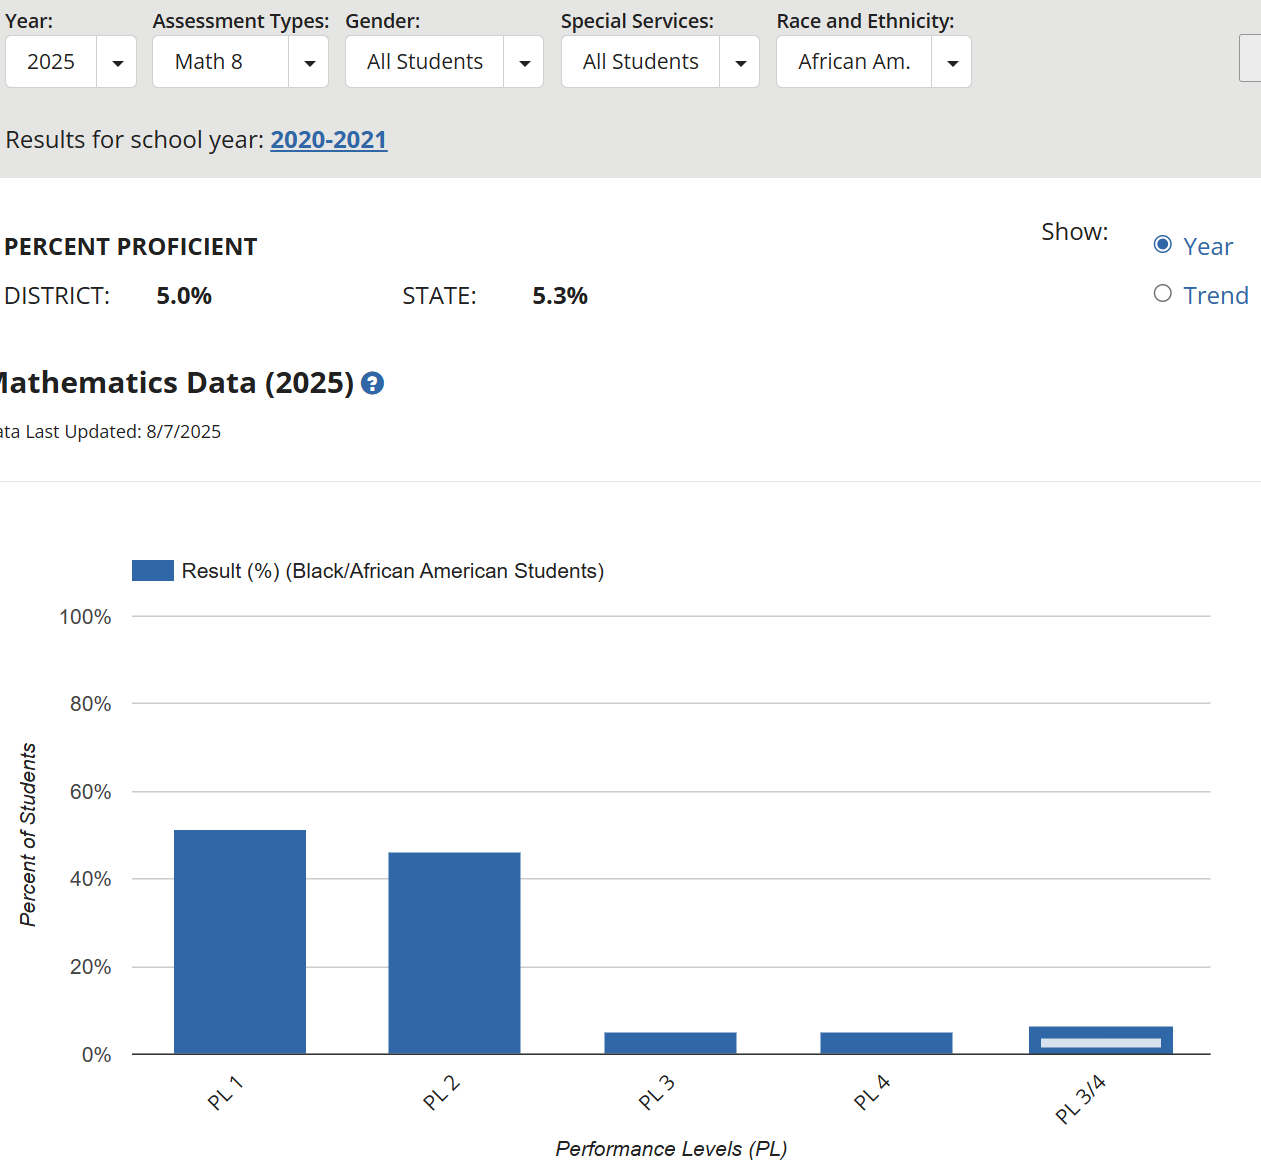 Year: Assessment Types: Gender: Special Services: Race and Ethnicity:
2025 Math 8 All Students All Students African Am.
Results for school year: 2020-2021
Show:
PERCENT PROFICIENT
Year
DISTRICT: 5.0% STATE: 5.3%
Trend
Mathematics Data (2025) ?
ata Last Updated: 8/7/2025
Result (%) (Black/African American Students)
100%
80%
60%
40%
20%
0%
Percent of Students
PL 1 PL 2 PL 3 PL 4 PL 3/4
Performance Levels (PL)